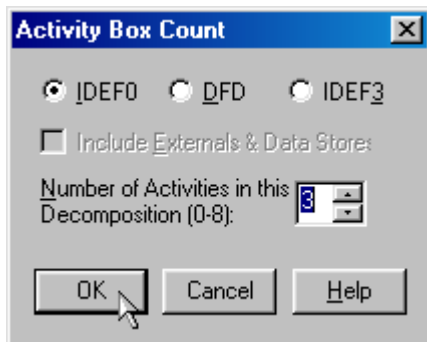 Activity Box Count
IDEF0 DFD IDEF3
Include Externals & Data Stores
Number of Activities in this
Decomposition (0-8):
3
OK Cancel Help